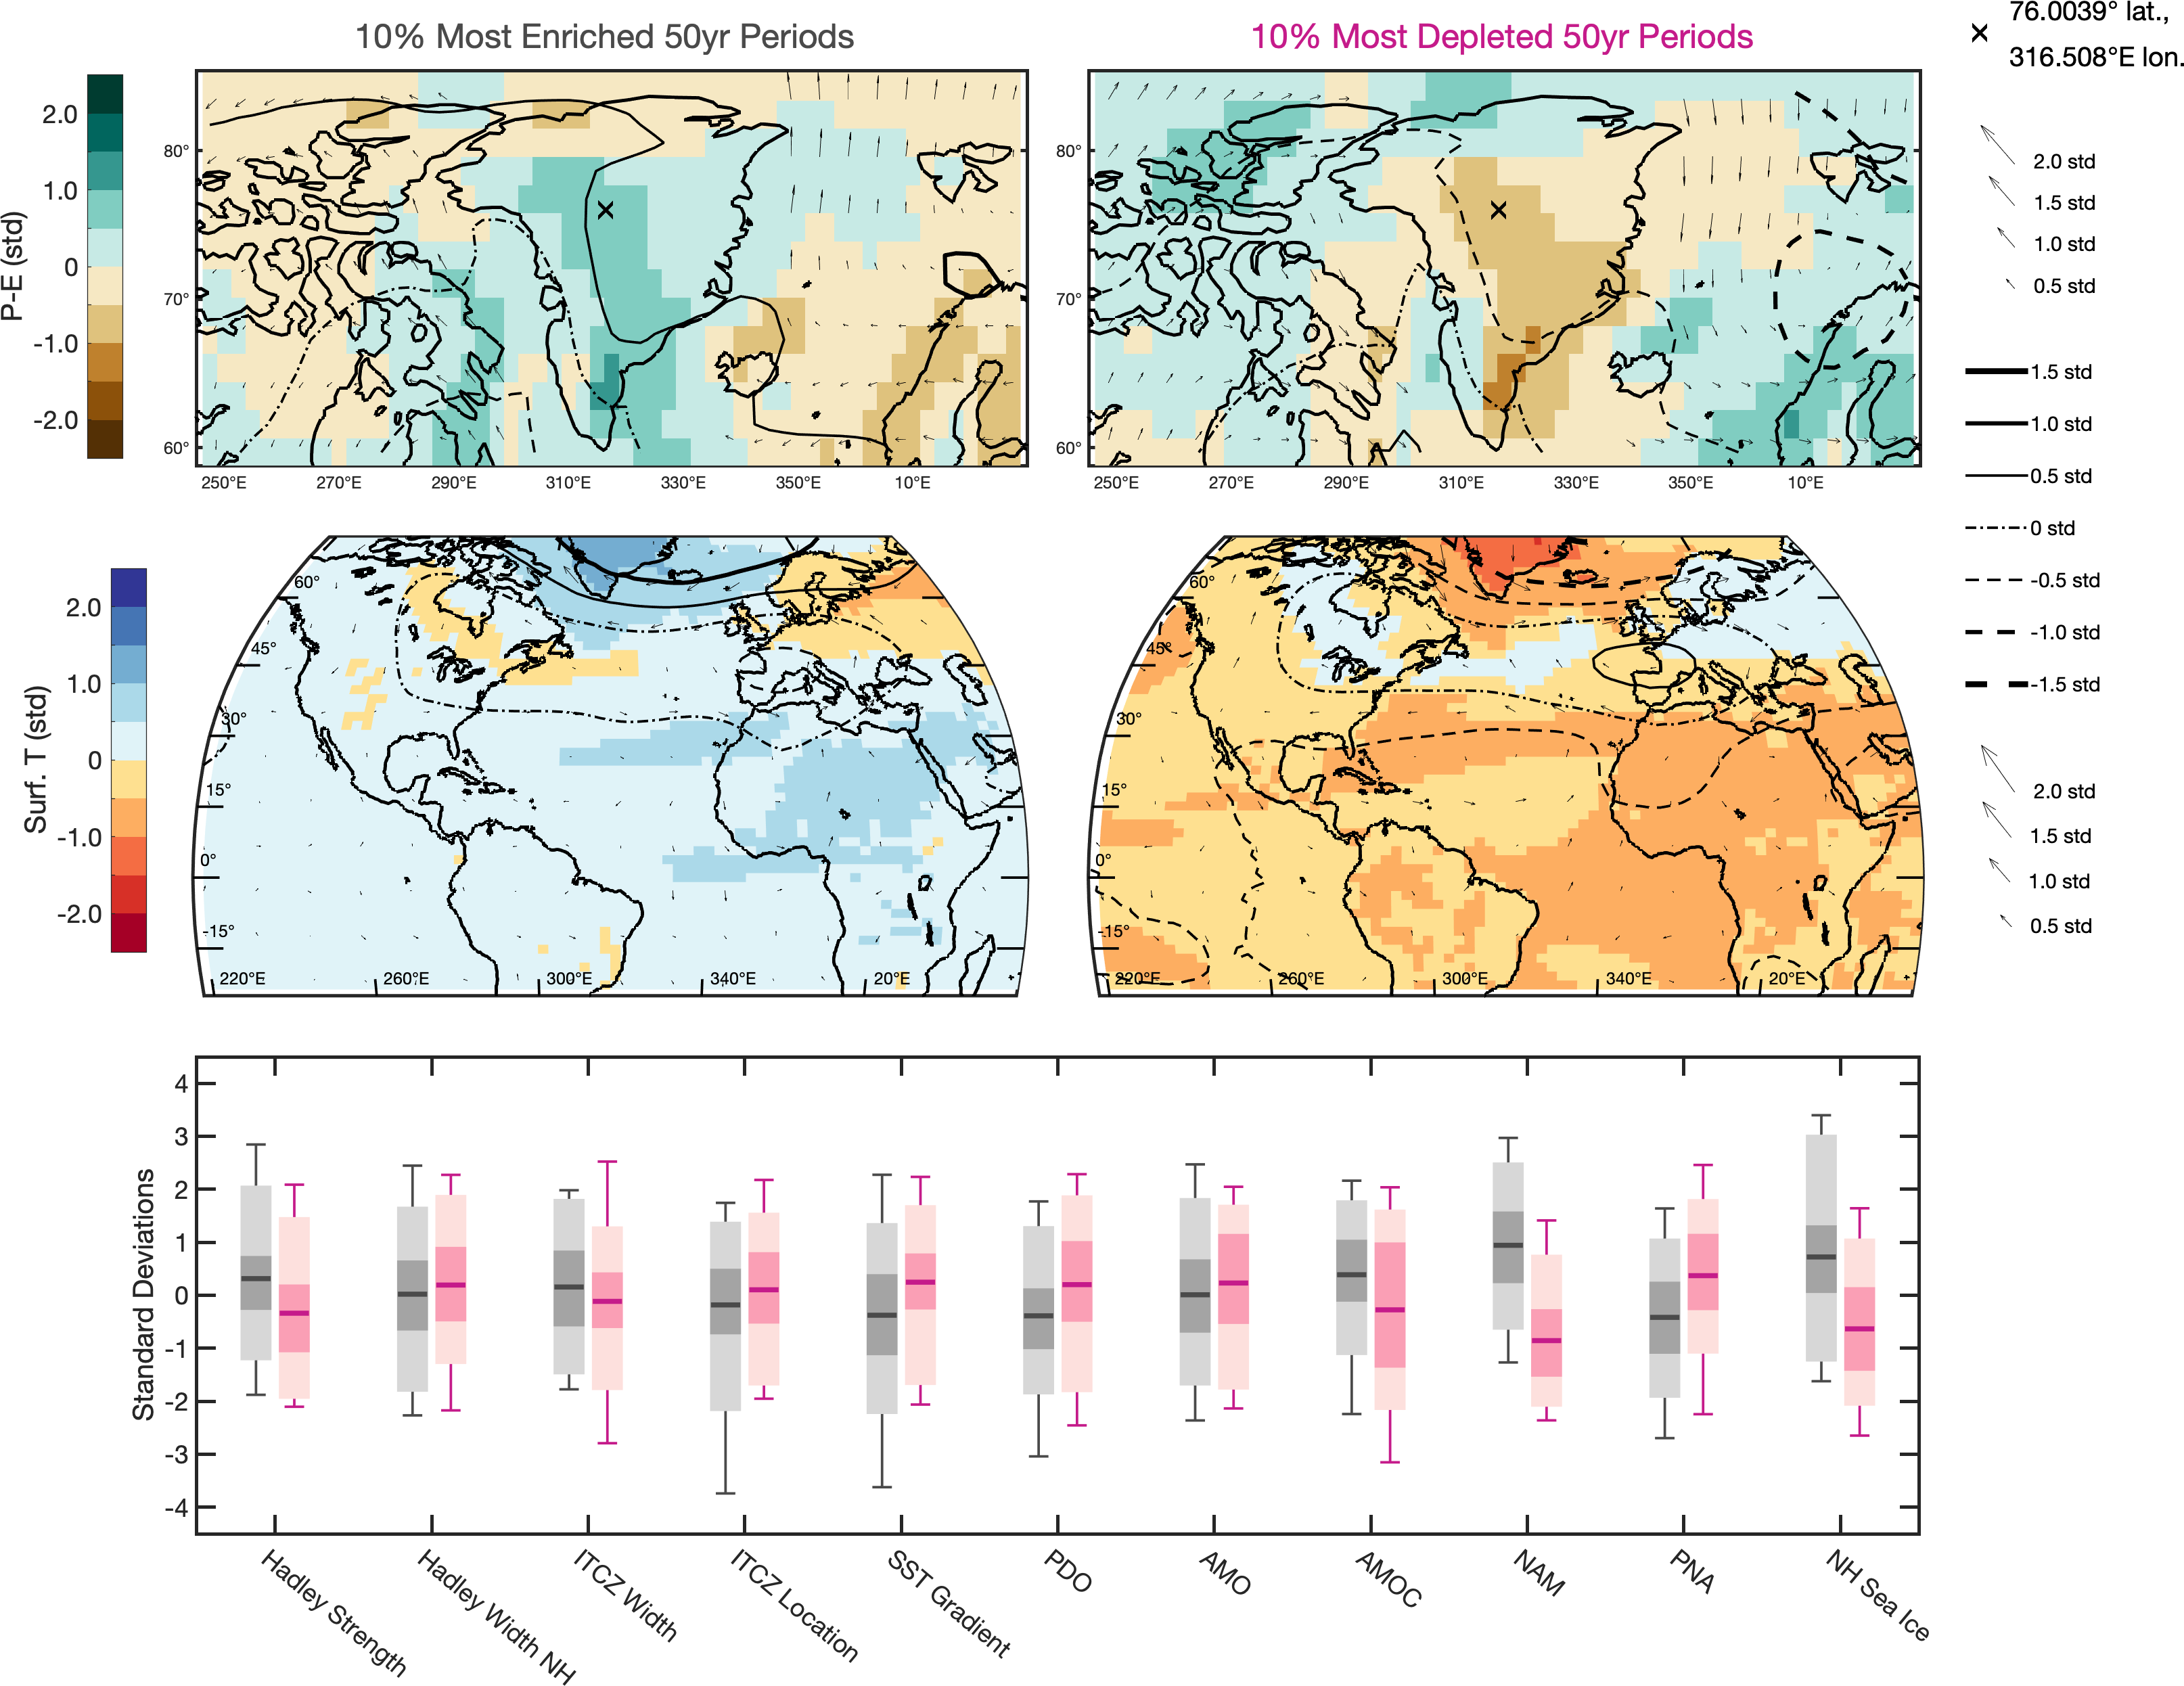 10% Most Enriched 50yr Periods
10% Most Depleted 50yr Periods
76.0039° lat.,
316.508°E lon.
P-E (std)
2.0
1.0
0
-1.0
-2.0
80°
70°
60°
250°E 270°E 290°E 310°E 330°E 350°E 10°E
80°
70°
60°
250°E 270°E 290°E 310°E 330°E 350°E 10°E
2.0 std
1.5 std
1.0 std
0.5 std
1.5 std
1.0 std
0.5 std
0 std
-0.5 std
-1.0 std
-1.5 std
Surf. T (std)
2.0
1.0
0
-1.0
-2.0
60°
45°
30°
15°
0°
-15°
220°E 260°E 300°E 340°E 20°E
60°
45°
30°
15°
0°
-15°
220°E 260°E 300°E 340°E 20°E
2.0 std
1.5 std
1.0 std
0.5 std
Standard Deviations
4
3
2
1
0
-1
-2
-3
-4
Hadley Strength
Hadley Width NH
ITCZ Width
ITCZ Location
SST Gradient
PDO
AMO
AMOC
NAM
PNA
NH Sea Ice